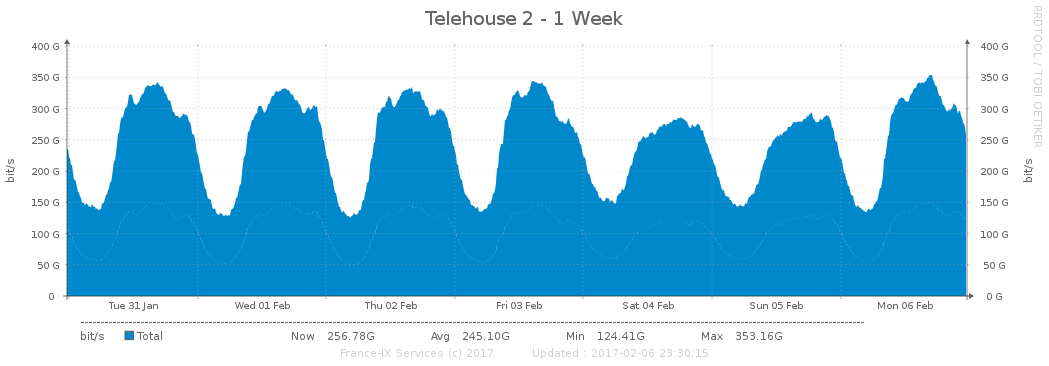 Telehouse 2 - 1 Week
RRDTOOL / TOBI OETIKER
400 G 400 G
350 G 350 G
300 G 300 G
250 G 250 G
200 G 200 G
150 G 150 G
100 G 100 G
50 G 50 G
0 0 G
bit/s bit/s
Tue 31 Jan Wed 01 Feb Thu 02 Feb Fri 03 Feb Sat 04 Feb Sun 05 Feb Mon 06 Feb
bit/s Total Now 256.78G Avg 245.10G Min 124.41G Max 353.16G
France-IX Services (c) 2017 Updated : 2017-02-06 23:30:15